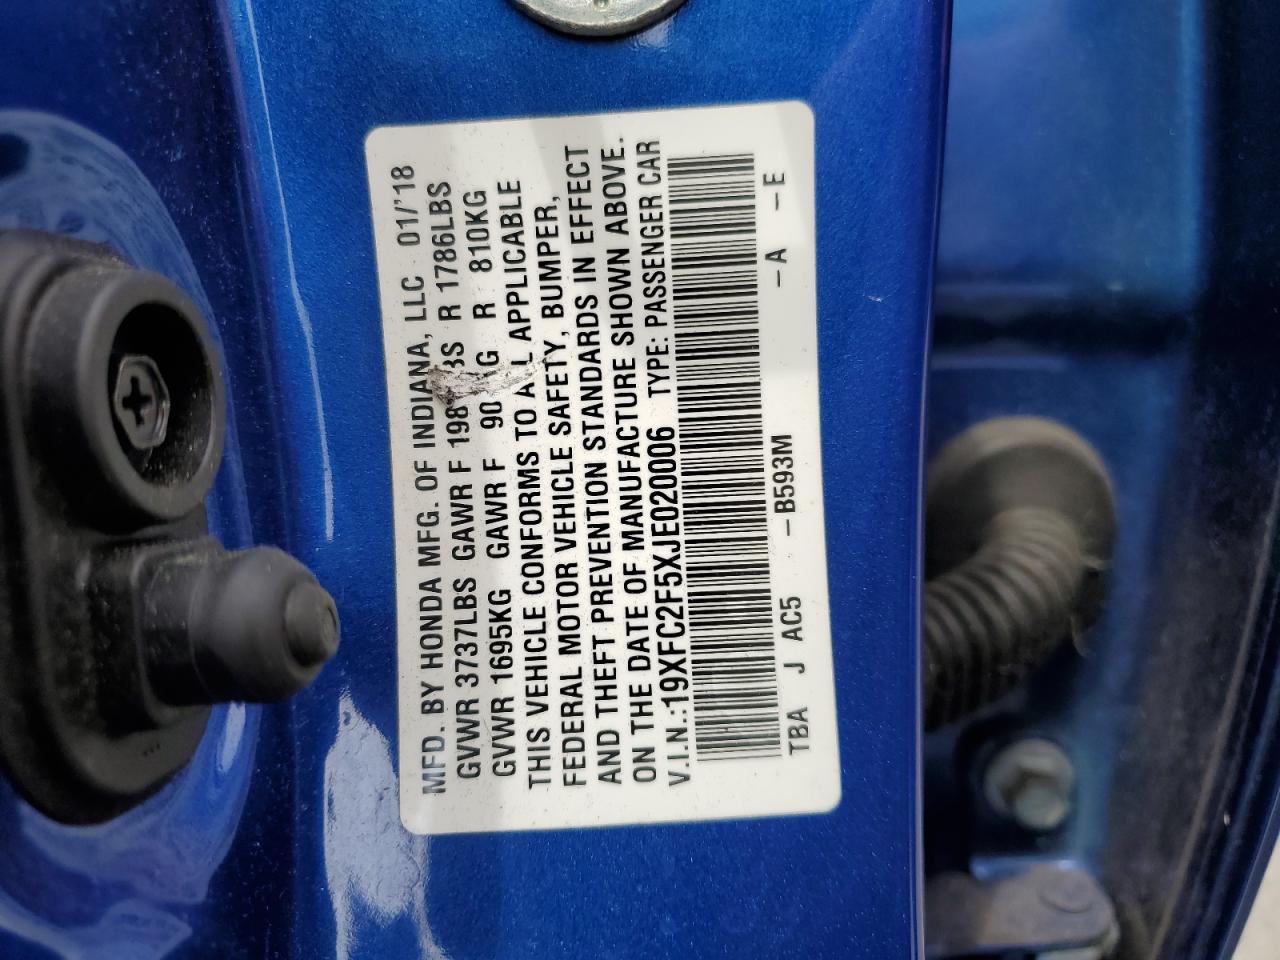 MFD. BY HONDA MFG. OF INDIANA, LLC 01/'18
GVWR 3737LBS GAWR F R 1786LBS
GVWR 1695KG GAWR F R 810KG
THIS VEHICLE CONFORMS TO ALL APPLICABLE
FEDERAL MOTOR VEHICLE SAFETY, BUMPER,
AND THEFT PREVENTION STANDARDS IN EFFECT
ON THE DATE OF MANUFACTURE SHOWN ABOVE.
V.I.N.:19XFC2F5XJE020006 TYPE: PASSENGER CAR
TBA J AC5 -B593M -A -E